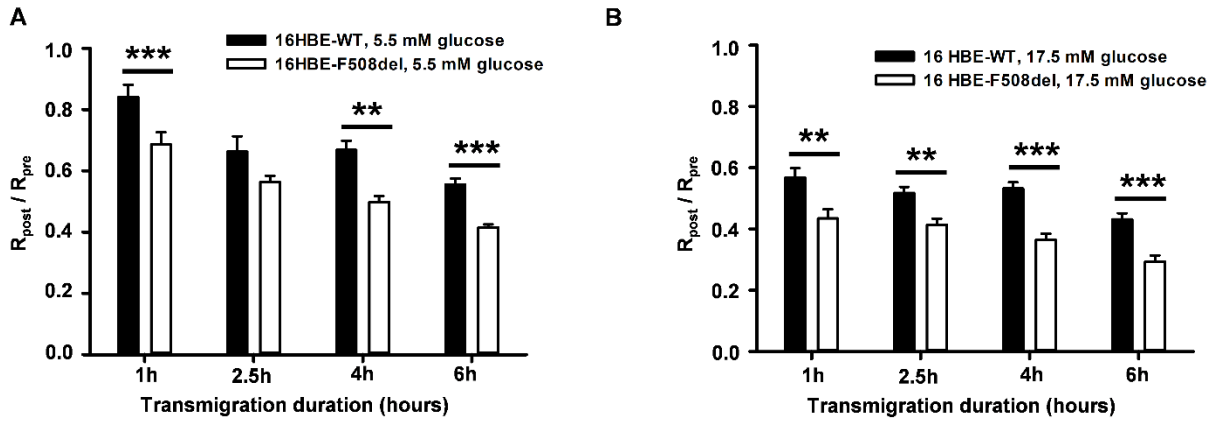 A
16HBE-WT, 5.5 mM glucose
16HBE-F508del, 5.5 mM glucose
1.0
0.8
0.6
0.4
0.2
0.0
R_post / R_pre
***
**
***
1h
2.5h
4h
6h
Transmigration duration (hours)
B
16 HBE-WT, 17.5 mM glucose
16 HBE-F508del, 17.5 mM glucose
1.0
0.8
0.6
0.4
0.2
0.0
R_post / R_pre
**
**
***
***
1h
2.5h
4h
6h
Transmigration duration (hours)